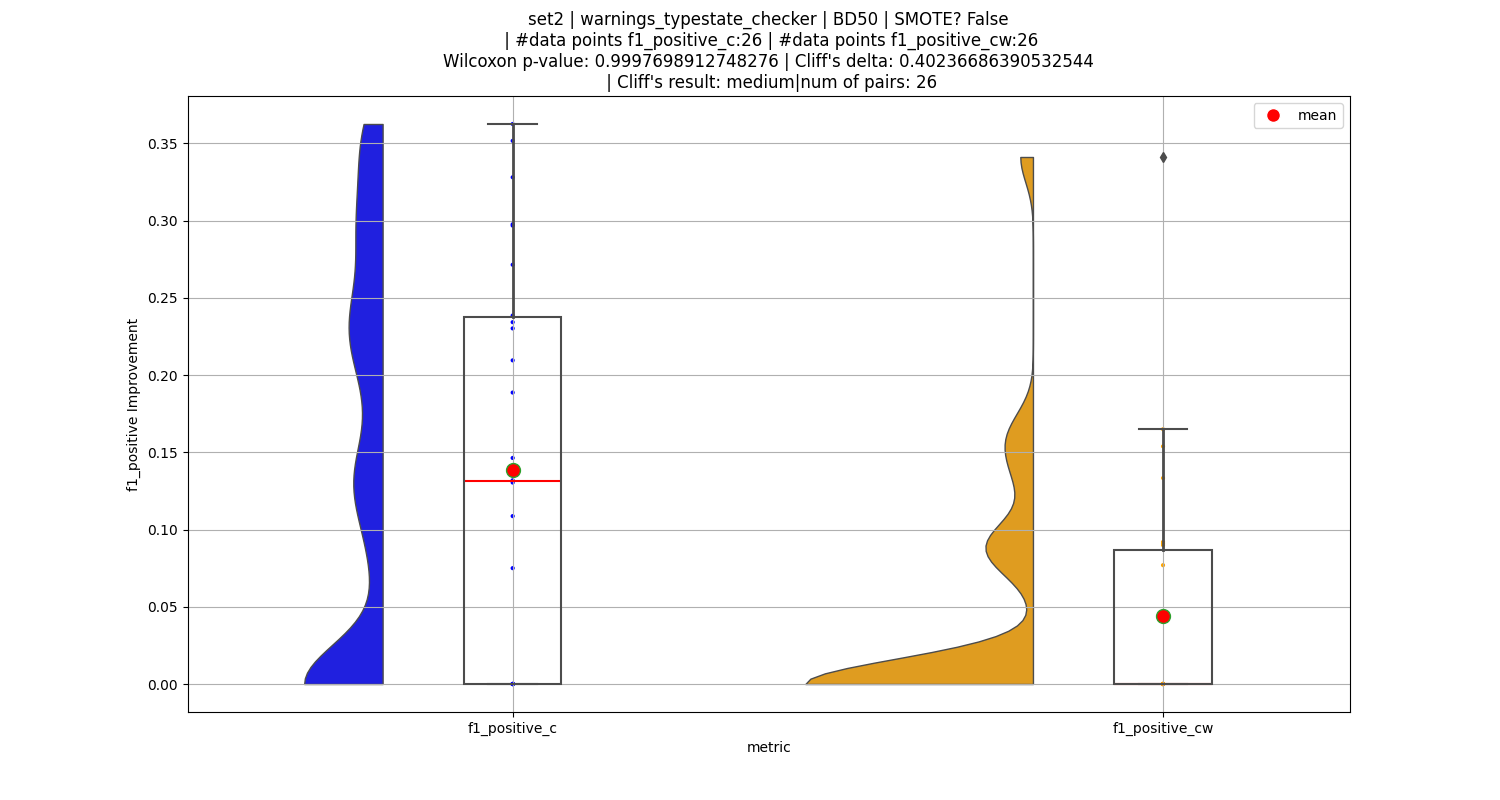 set2 | warnings_typestate_checker | BD50 | SMOTE? False
| #data points f1_positive_c:26 | #data points f1_positive_cw:26
Wilcoxon p-value: 0.9997698912748276 | Cliff's delta: 0.40236686390532544
| Cliff's result: medium|num of pairs: 26
mean
0.35
0.30
0.25
0.20
0.15
0.10
0.05
0.00
f1_positive Improvement
f1_positive_c
f1_positive_cw
metric